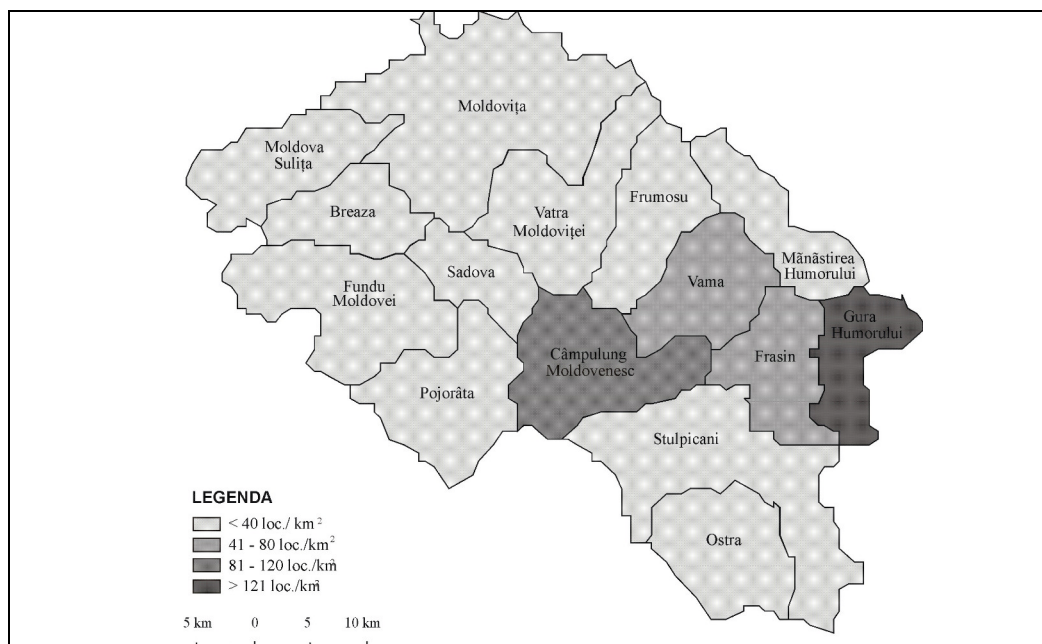 Moldovița
Moldova
Sulița
Breaza
Vatra
Moldoviței
Frumosu
Mãnãstirea
Humorului
Sadova
Fundu
Moldovei
Vama
Gura
Humorului
Câmpulung
Moldovenesc
Frasin
Pojorâta
Stulpicani
Ostra
LEGENDA
< 40 loc./ km²
41 - 80 loc./km²
81 - 120 loc./km²
> 121 loc./km²
5 km 0 5 10 km